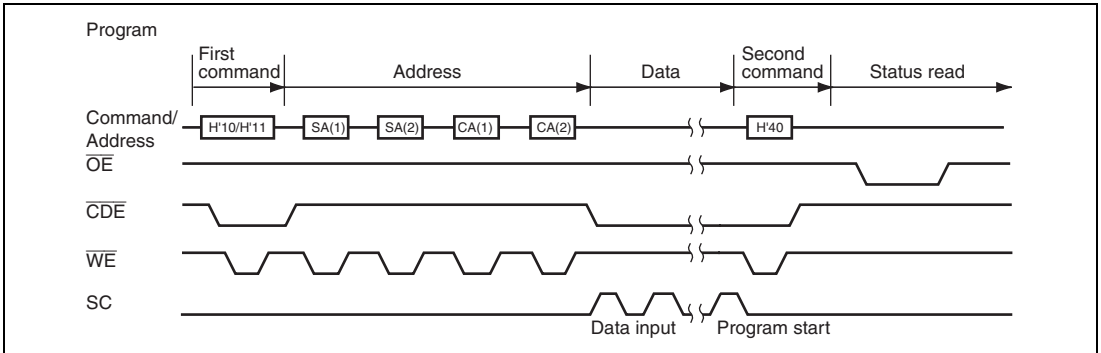 Program
First command
Address
Data
Second command
Status read
Command/
Address
H'10/H'11
SA(1)
SA(2)
CA(1)
CA(2)
H'40
OE
CDE
WE
SC
Data input
Program start